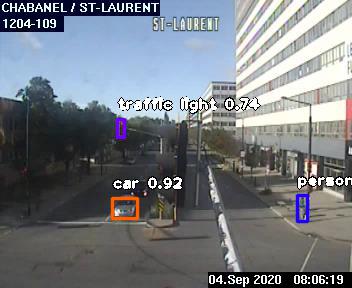 CHABANEL / ST-LAURENT
1204-109
ST-LAURENT
traffic light 0.74
car 0.92
person
04.Sep 2020 08:06:19